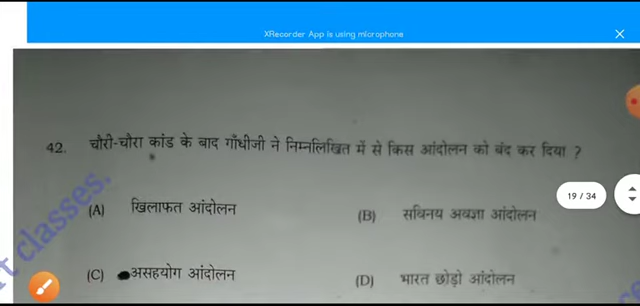 XRecorder App is using microphone
42. चौरी-चौरा कांड के बाद गाँधीजी ने निम्नलिखित में से किस आंदोलन को बंद कर दिया ?
19 / 34
(A) खिलाफत आंदोलन
(B) सविनय अवज्ञा आंदोलन
(C) असहयोग आंदोलन
(D) भारत छोड़ो आंदोलन
classes.